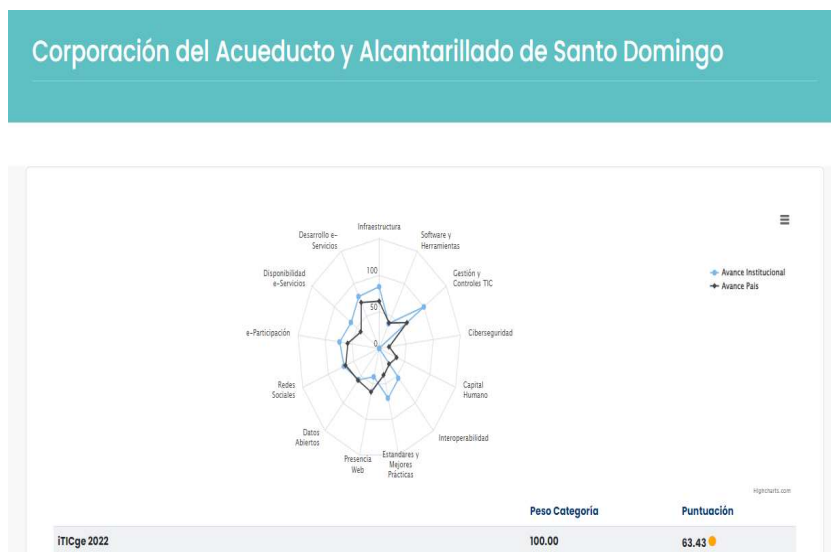 Corporación del Acueducto y Alcantarillado de Santo Domingo
Infraestructura
Desarrollo e-
Servicios
Software y
Herramientas
Disponibilidad
e-Servicios
100
Gestión y
Controles TIC
Avance Institucional
Avance Pais
50
e-Participación
Ciberseguridad
0
Redes
Sociales
Capital
Humano
Datos
Abiertos
Interoperabilidad
Presencia
Web
Estandares y
Mejores
Prácticas
Highcharts.com
Peso Categoría Puntuación
iTICge 2022 100.00 63.43